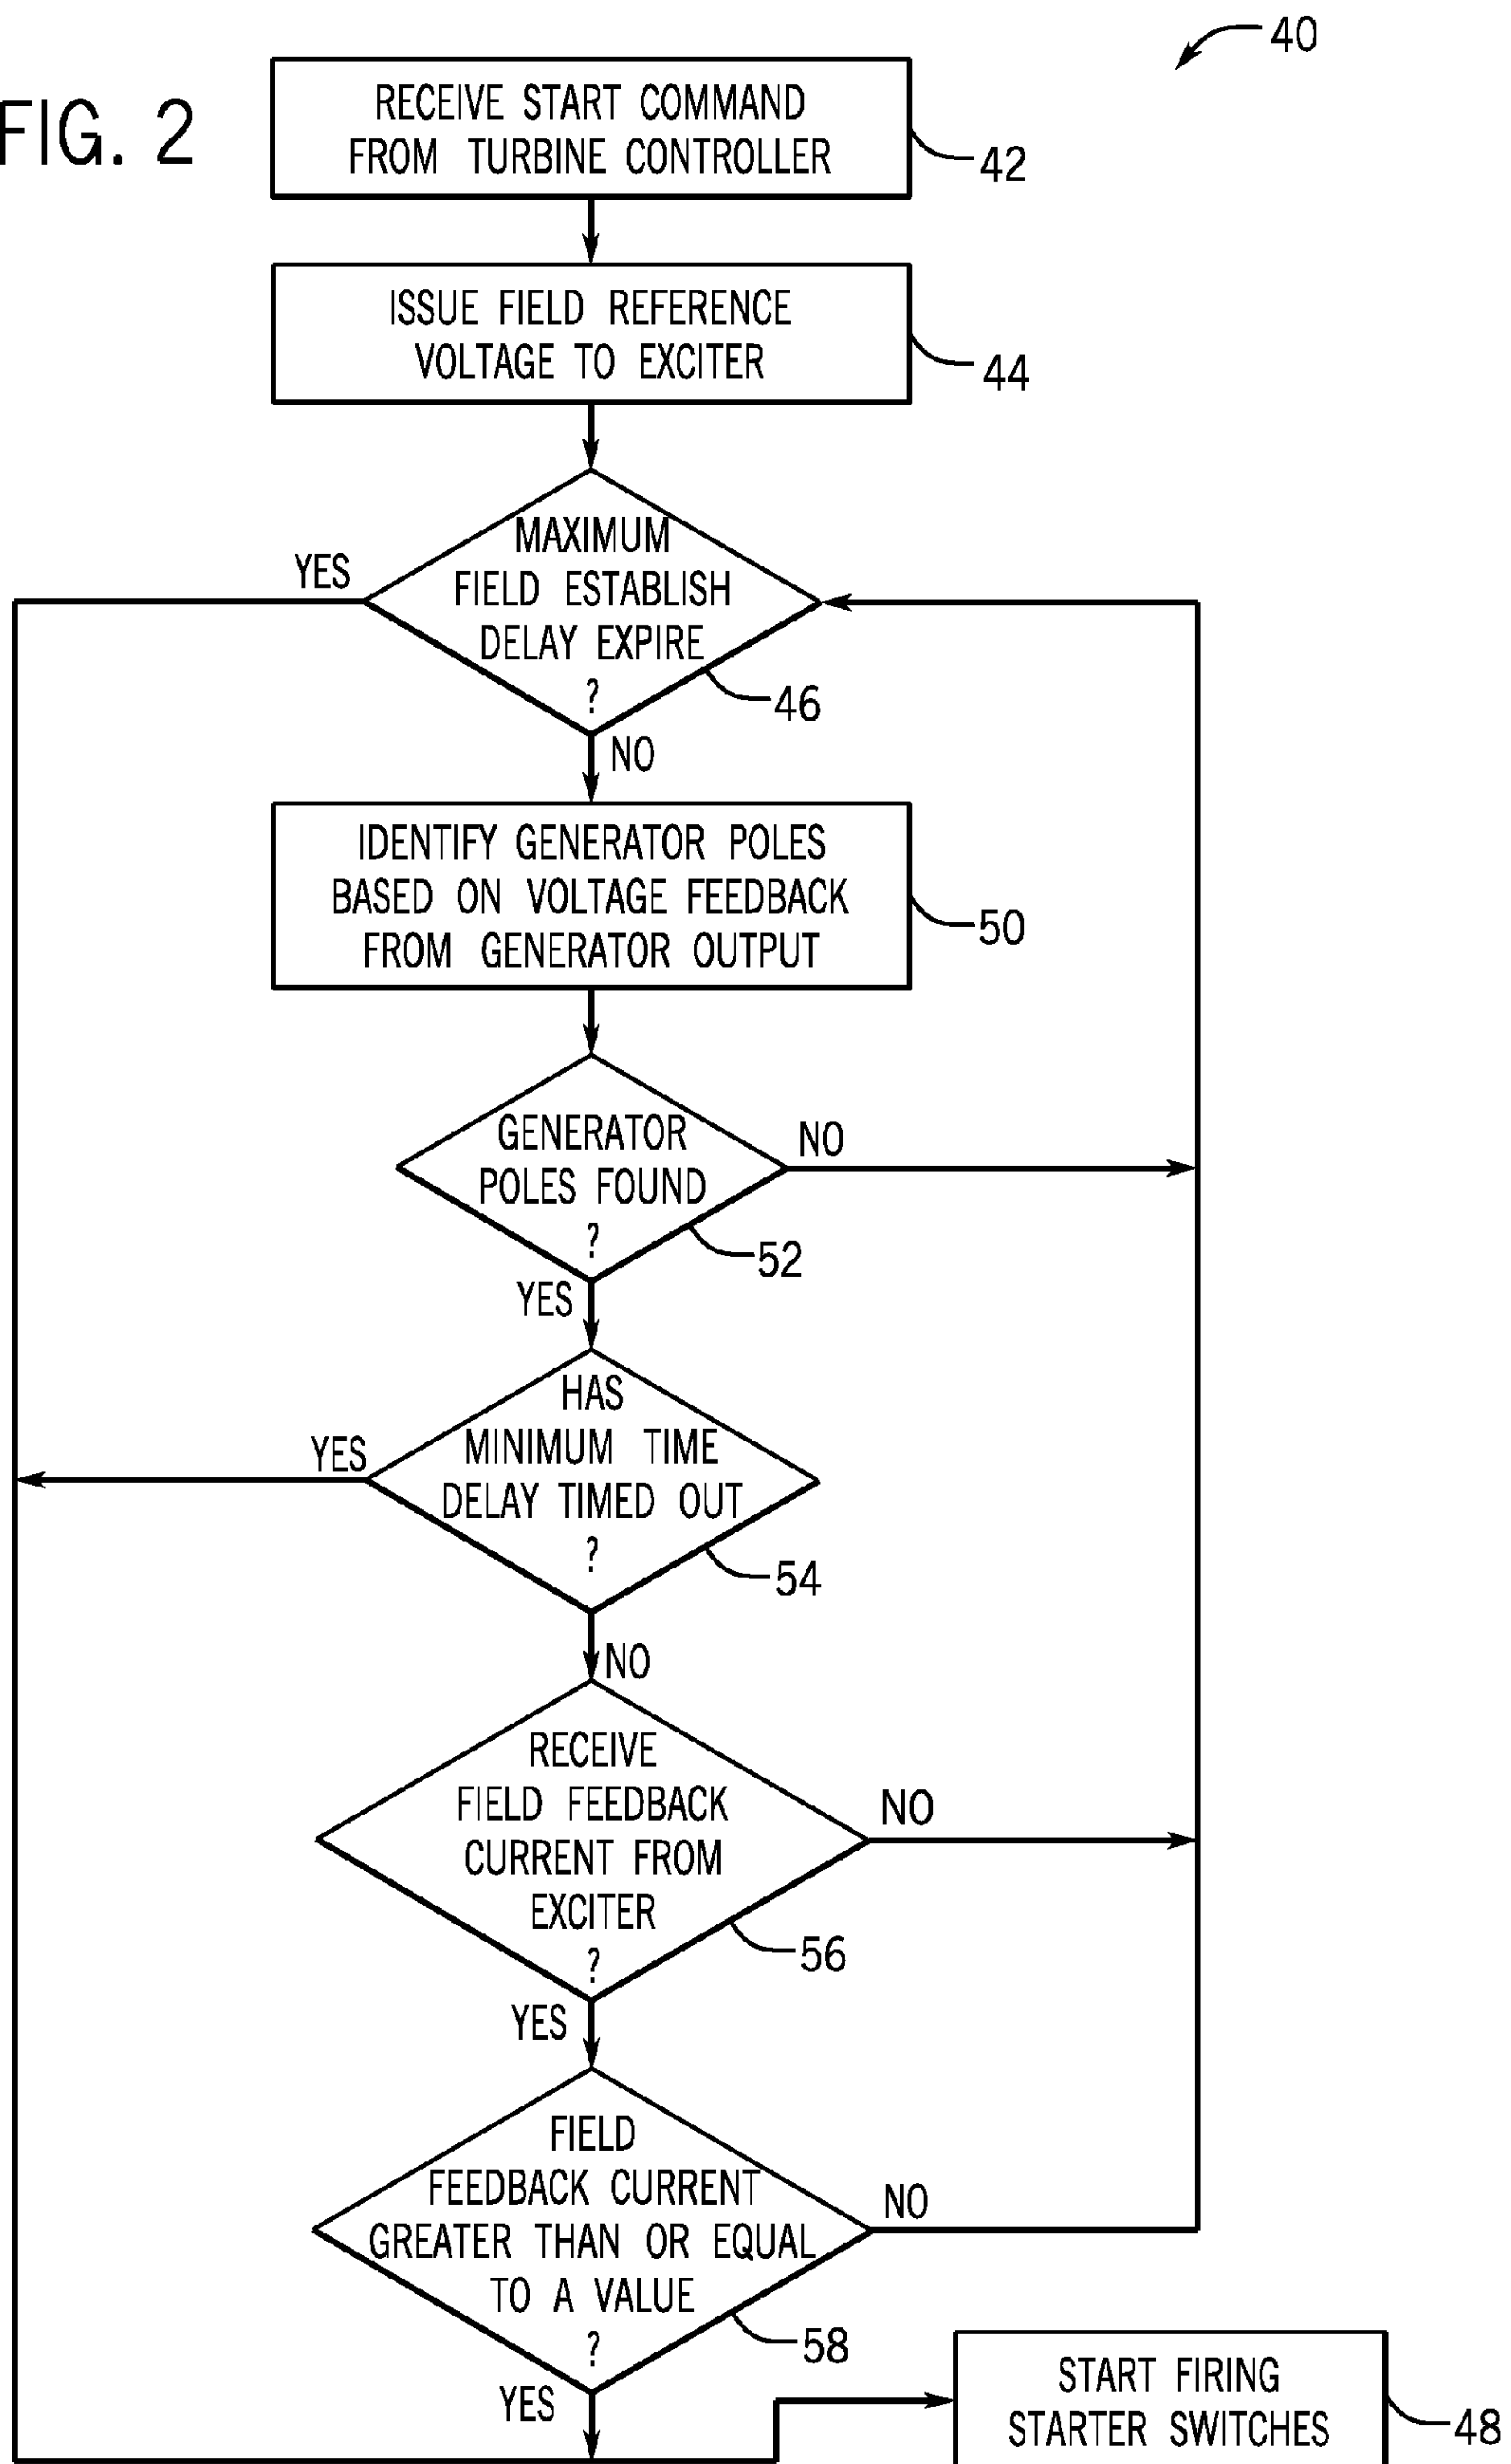 FIG. 2
40
RECEIVE START COMMAND
FROM TURBINE CONTROLLER
42
ISSUE FIELD REFERENCE
VOLTAGE TO EXCITER
44
MAXIMUM
FIELD ESTABLISH
DELAY EXPIRE
?
46
YES
NO
IDENTIFY GENERATOR POLES
BASED ON VOLTAGE FEEDBACK
FROM GENERATOR OUTPUT
50
GENERATOR
POLES FOUND
?
52
NO
YES
HAS
MINIMUM TIME
DELAY TIMED OUT
?
54
YES
NO
RECEIVE
FIELD FEEDBACK
CURRENT FROM
EXCITER
?
56
NO
YES
FIELD
FEEDBACK CURRENT
GREATER THAN OR EQUAL
TO A VALUE
?
58
NO
YES
START FIRING
STARTER SWITCHES
48